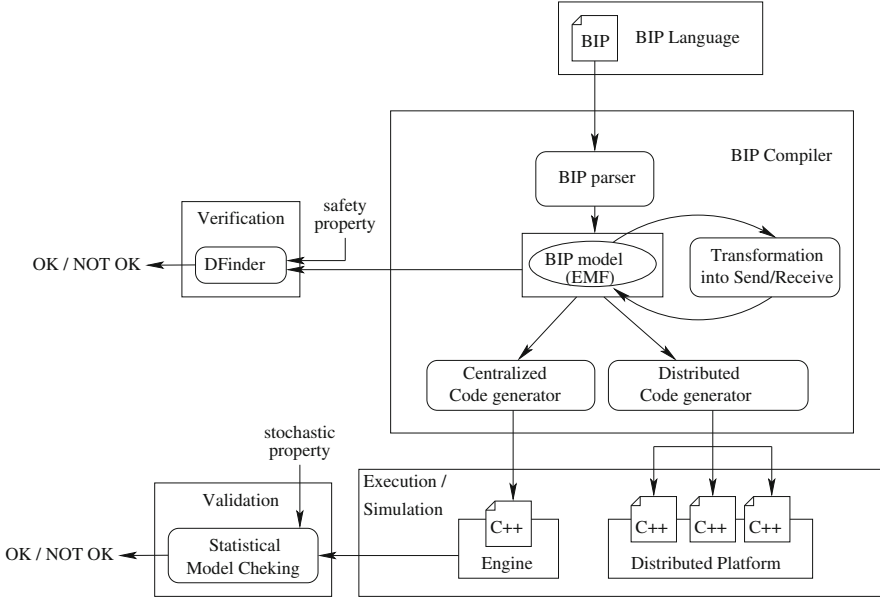 BIP
BIP Language
BIP Compiler
BIP parser
safety
property
Verification
OK / NOT OK
DFinder
BIP model
(EMF)
Transformation
into Send/Receive
Centralized
Code generator
Distributed
Code generator
stochastic
property
Execution /
Simulation
Validation
C++
C++
C++
C++
OK / NOT OK
Statistical
Model Cheking
Engine
Distributed Platform